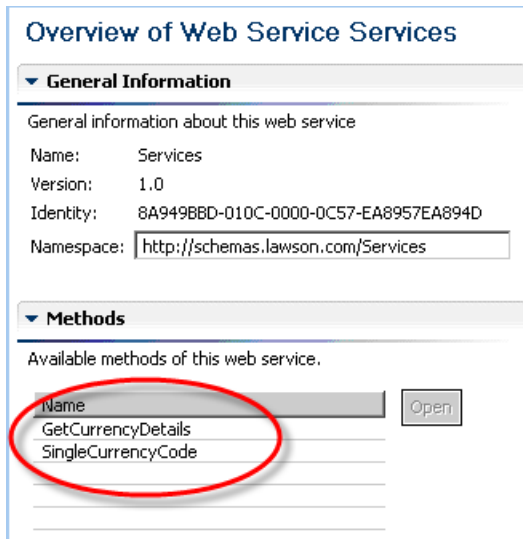 Overview of Web Service Services
General Information
General information about this web service
Name: Services
Version: 1.0
Identity: 8A949BBD-010C-0000-0C57-EA8957EA894D
Namespace: http://schemas.lawson.com/Services
Methods
Available methods of this web service.
Name Open
GetCurrencyDetails
SingleCurrencyCode